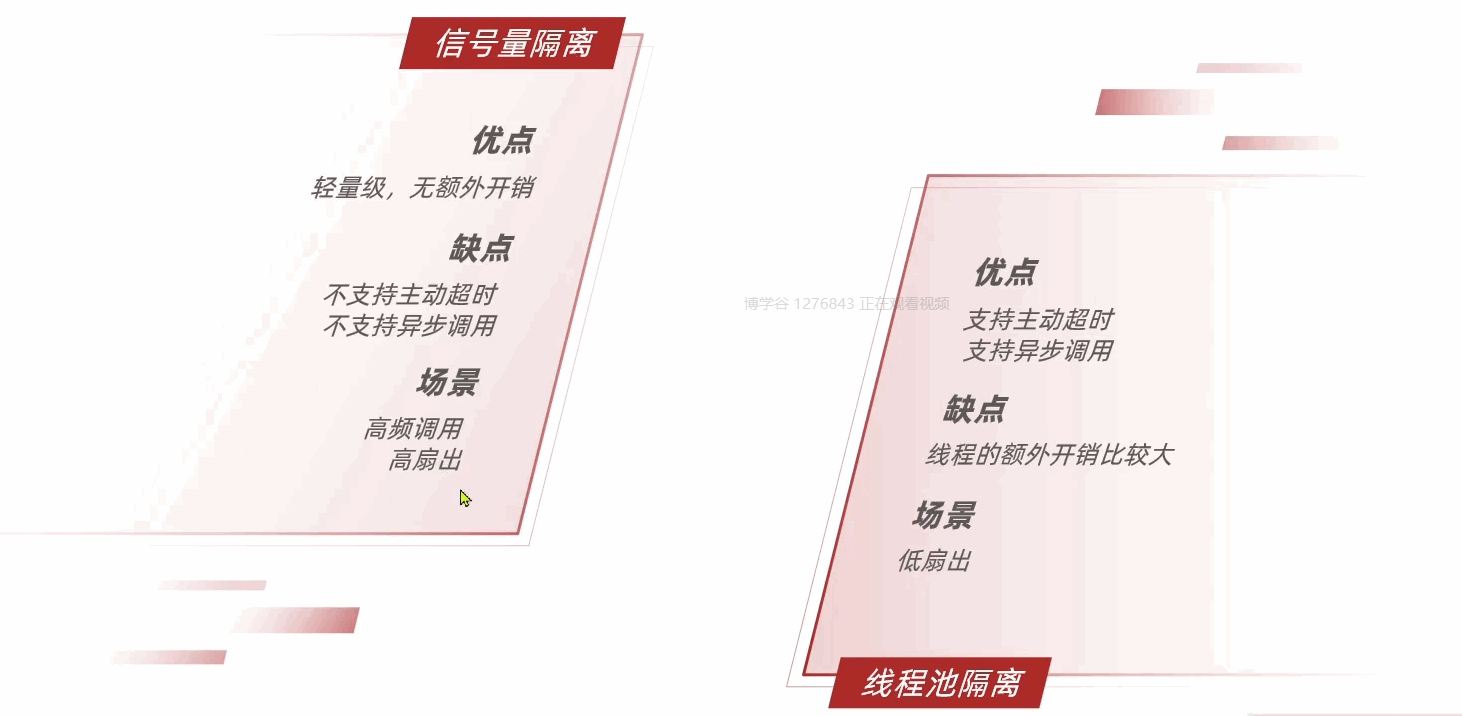 信号量隔离
优点
轻量级，无额外开销
缺点
不支持主动超时
不支持异步调用
场景
高频调用
高扇出
博学谷 1276843 正在观看视频
优点
支持主动超时
支持异步调用
缺点
线程的额外开销比较大
场景
低扇出
线程池隔离